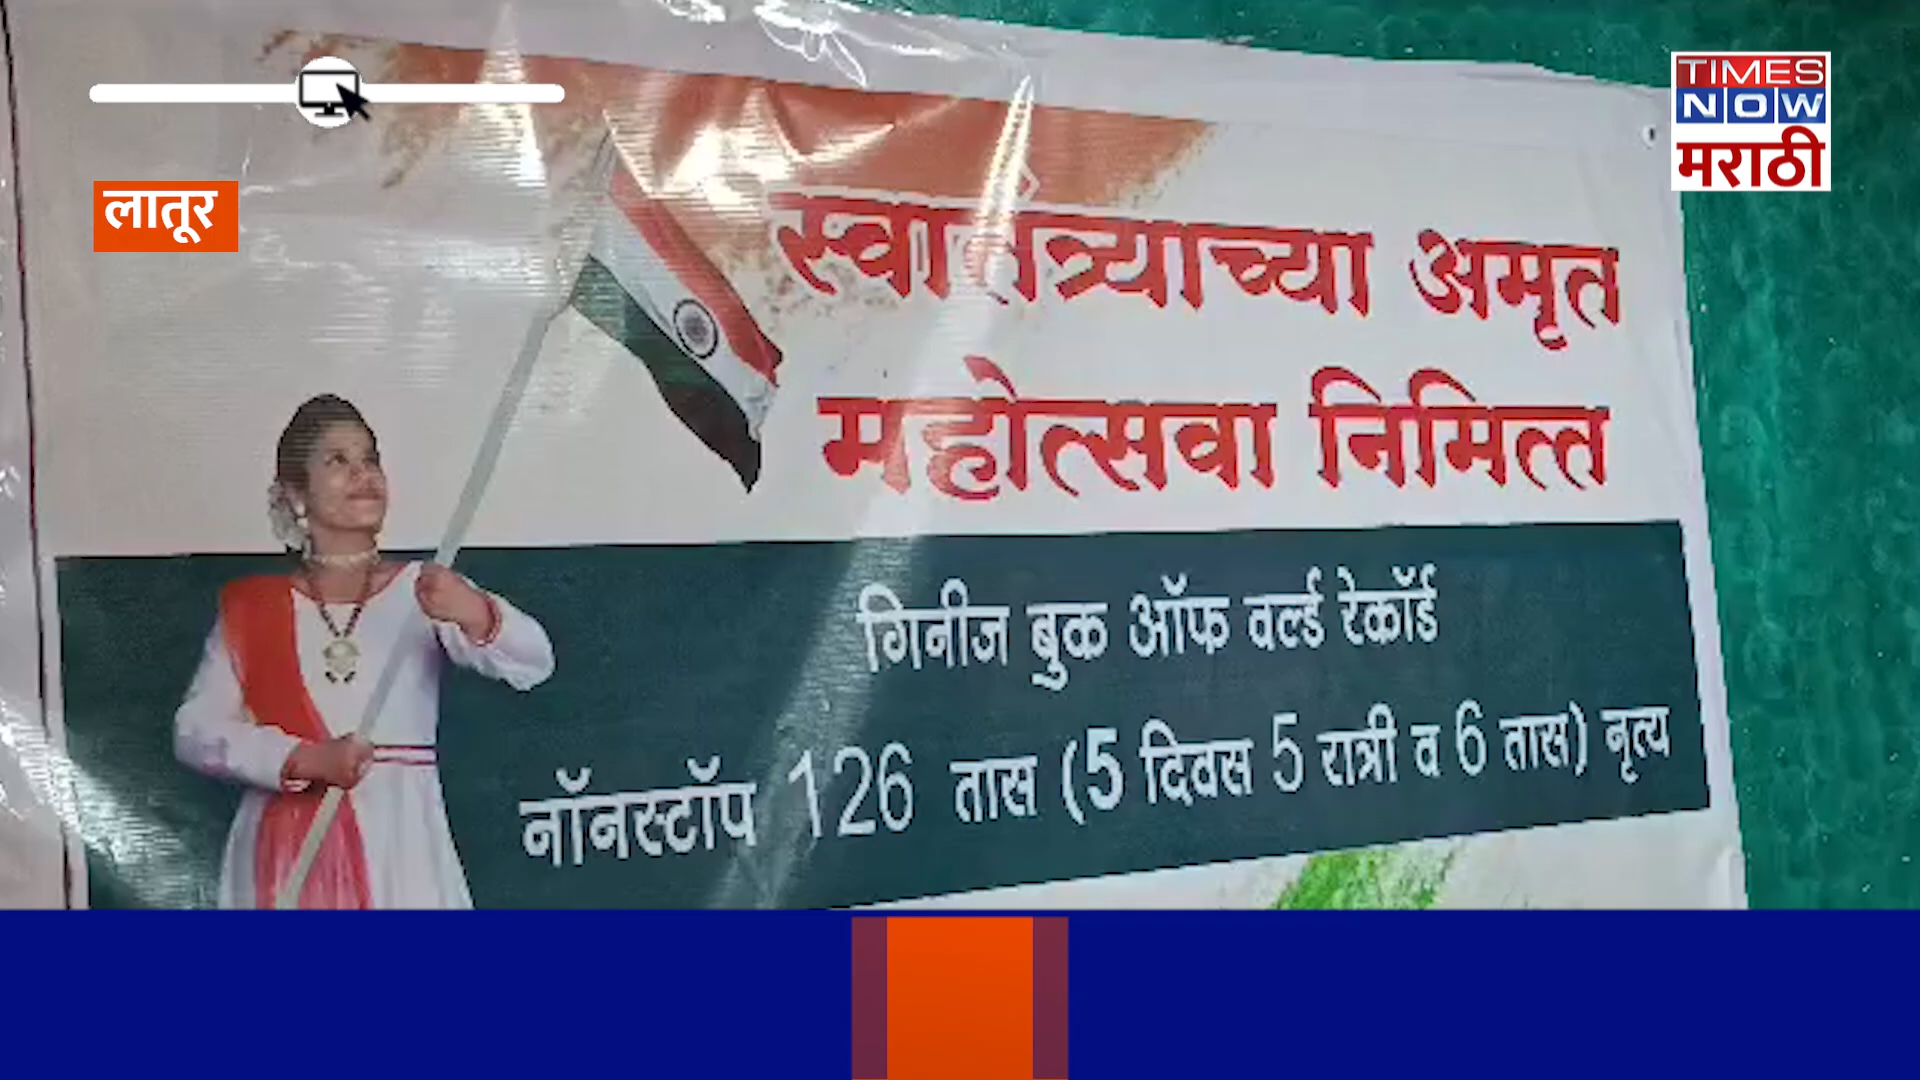 TIMES
NOW
मराठी
लातूर
स्वातंत्र्याच्या अमृत
महोत्सवा निमित्त
गिनीज बुक ऑफ वर्ल्ड रेकॉर्ड
नॉनस्टॉप 126 तास (5 दिवस 5 रात्री व 6 तास) नृत्य